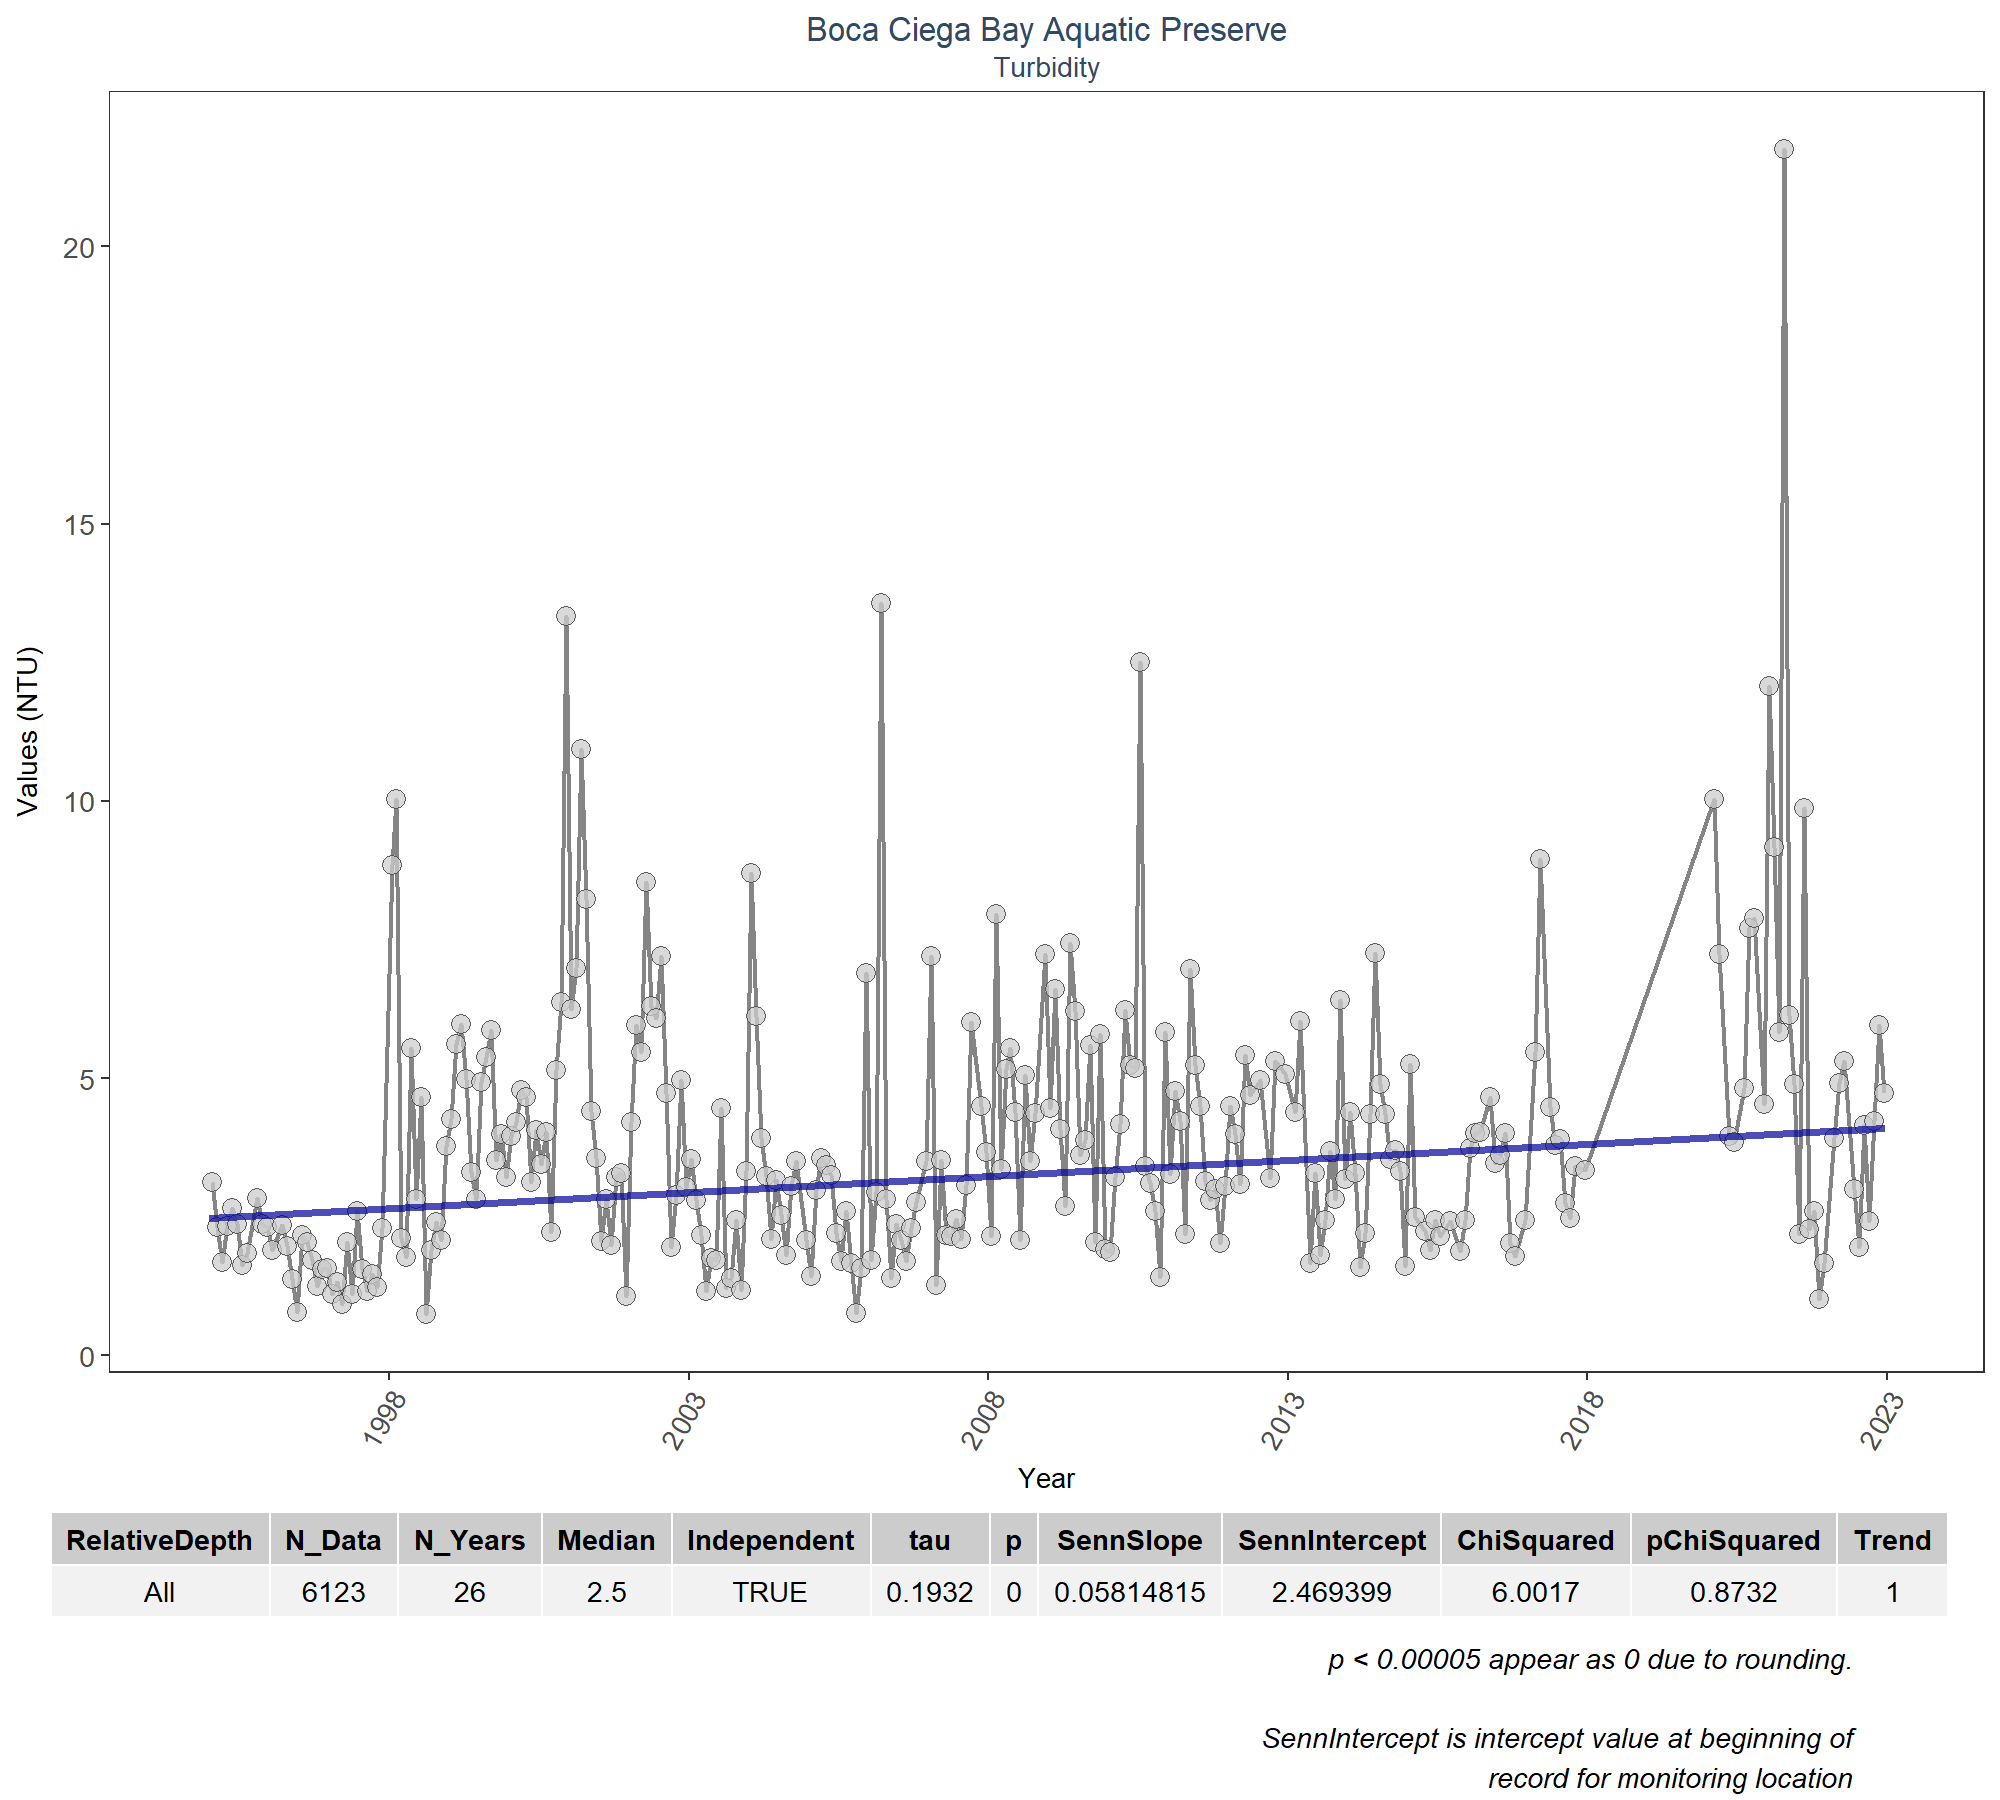 Boca Ciega Bay Aquatic Preserve
Turbidity
Values (NTU)
20
15
10
5
0
1998 2003 2008 2013 2018 2023
Year
RelativeDepth N_Data N_Years Median Independent tau p SennSlope SennIntercept ChiSquared pChiSquared Trend
All 6123 26 2.5 TRUE 0.1932 0 0.05814815 2.469399 6.0017 0.8732 1
p < 0.00005 appear as 0 due to rounding.
SennIntercept is intercept value at beginning of
record for monitoring location